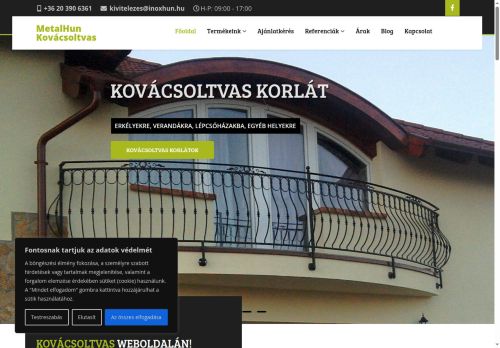 +36 20 390 6361 kivitelezes@inoxhun.hu H-P: 09:00 - 17:00
MetalHun
Kovácsoltvas
Főoldal Termékeink Ajánlatkérés Referenciák Árak Blog Kapcsolat
KOVÁCSOLTVAS KORLÁT
ERKÉLYEKRE, VERANDÁKRA, LÉPCSŐHÁZAKBA, EGYÉB HELYEKRE
KOVÁCSOLTVAS KORLÁTOK
Fontosnak tartjuk az adatok védelmét
A böngészési élmény fokozása, a személyre szabott
hirdetések vagy tartalmak megjelenítése, valamint a
forgalom elemzése érdekében sütiket (cookie) használunk.
A "Mindet elfogadom" gombra kattintva hozzájárulhat a
sütik használatához.
Testreszabás Elutasít Az összes elfogadása
KOVÁCSOLTVAS WEBOLDALÁN!